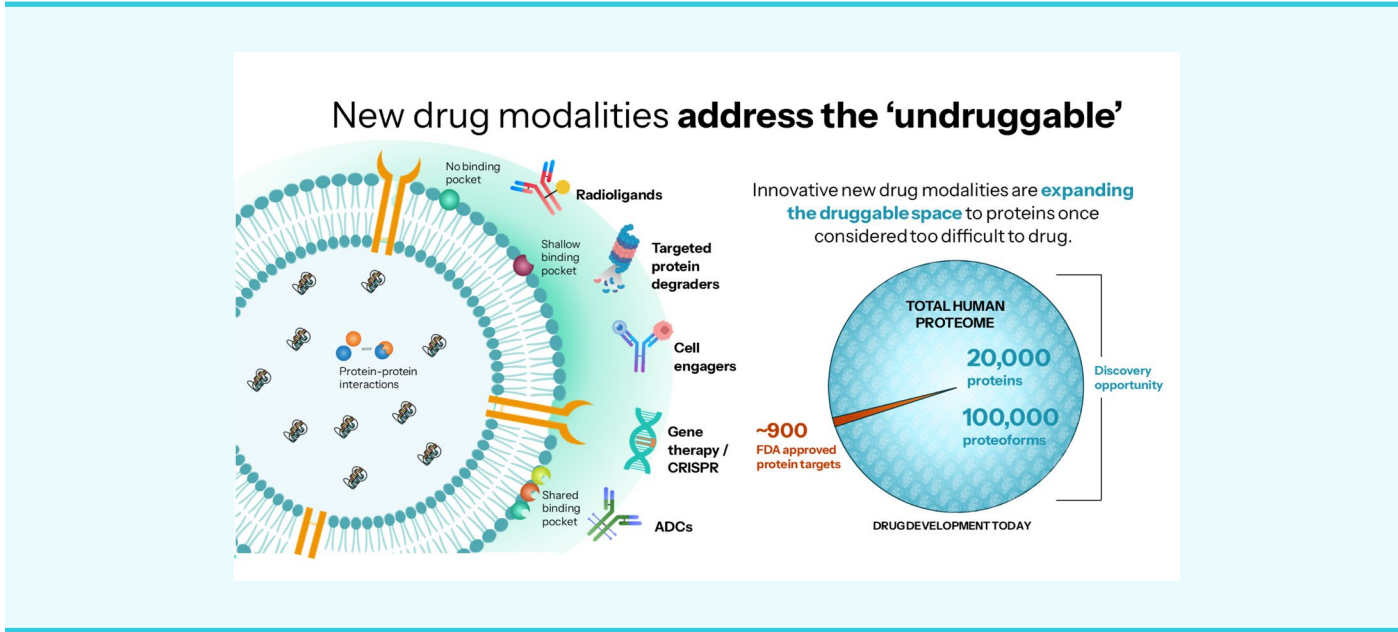 New drug modalities address the ‘undruggable’
No binding
pocket
Shallow
binding
pocket
Protein-protein
interactions
Shared
binding
pocket
Radioligands
Targeted
protein
degraders
Cell
engagers
Gene
therapy /
CRISPR
ADCs
Innovative new drug modalities are expanding
the druggable space to proteins once
considered too difficult to drug.
TOTAL HUMAN
PROTEOME
20,000
proteins
100,000
proteoforms
~900
FDA approved
protein targets
Discovery
opportunity
DRUG DEVELOPMENT TODAY